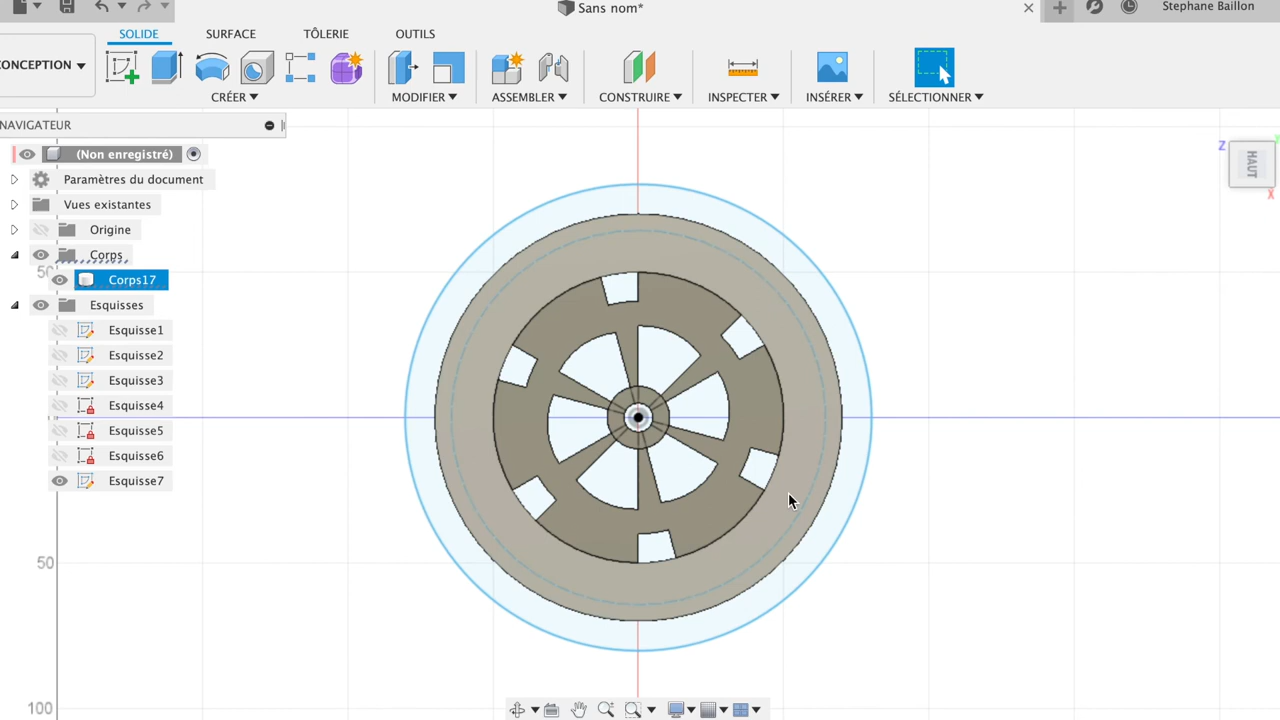 Sans nom*
Stephane Baillon
SOLIDE SURFACE TÔLERIE OUTILS
CONCEPTION
CRÉER MODIFIER ASSEMBLER CONSTRUIRE INSPECTER INSÉRER SÉLECTIONNER
NAVIGATEUR
(Non enregistré)
Paramètres du document
Vues existantes
Origine
Corps
50
Corps17
Esquisses
Esquisse1
Esquisse2
Esquisse3
Esquisse4
Esquisse5
Esquisse6
Esquisse7
50
100
Z
Y
HAUT
X